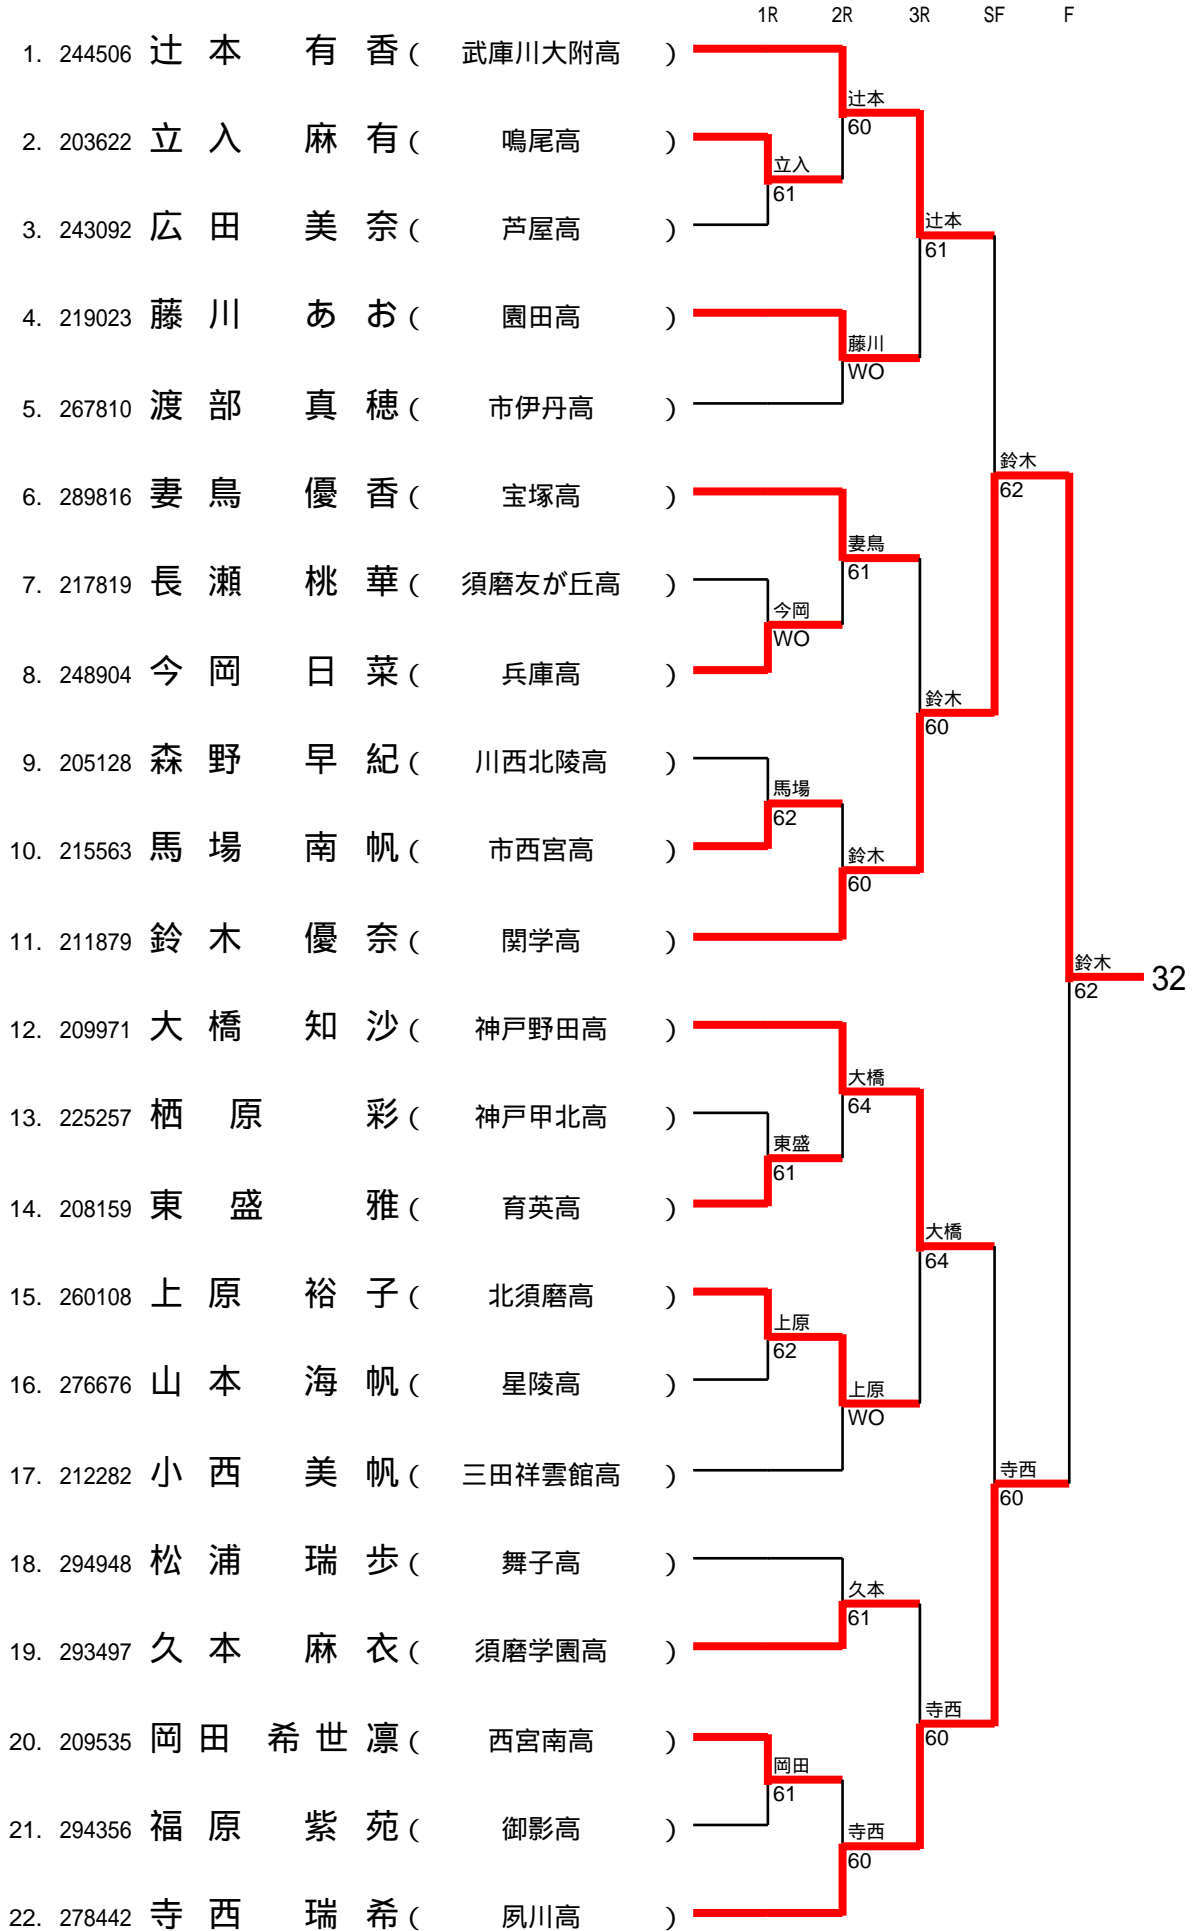 1R 2R 3R SF F
1. 244506 辻本 有香 ( 武庫川大附高 )
辻本
60
2. 203622 立入 麻有 ( 鳴尾高 )
立入
61
3. 243092 広田 美奈 ( 芦屋高 )
辻本
61
4. 219023 藤川 あお ( 園田高 )
藤川
WO
5. 267810 渡部 真穂 ( 市伊丹高 )
鈴木
62
6. 289816 妻鳥 優香 ( 宝塚高 )
妻鳥
61
7. 217819 長瀬 桃華 ( 須磨友が丘高 )
今岡
WO
8. 248904 今岡 日菜 ( 兵庫高 )
鈴木
60
9. 205128 森野 早紀 ( 川西北陵高 )
馬場
62
10. 215563 馬場 南帆 ( 市西宮高 )
鈴木
60
11. 211879 鈴木 優奈 ( 関学高 )
鈴木
62
32
12. 209971 大橋 知沙 ( 神戸野田高 )
大橋
64
13. 225257 栖原 彩 ( 神戸甲北高 )
東盛
61
14. 208159 東盛 雅 ( 育英高 )
大橋
64
15. 260108 上原 裕子 ( 北須磨高 )
上原
62
16. 276676 山本 海帆 ( 星陵高 )
上原
WO
17. 212282 小西 美帆 ( 三田祥雲館高 )
寺西
60
18. 294948 松浦 瑞歩 ( 舞子高 )
久本
61
19. 293497 久本 麻衣 ( 須磨学園高 )
寺西
60
20. 209535 岡田 希世凛 ( 西宮南高 )
岡田
61
21. 294356 福原 紫苑 ( 御影高 )
寺西
60
22. 278442 寺西 瑞希 ( 夙川高 )